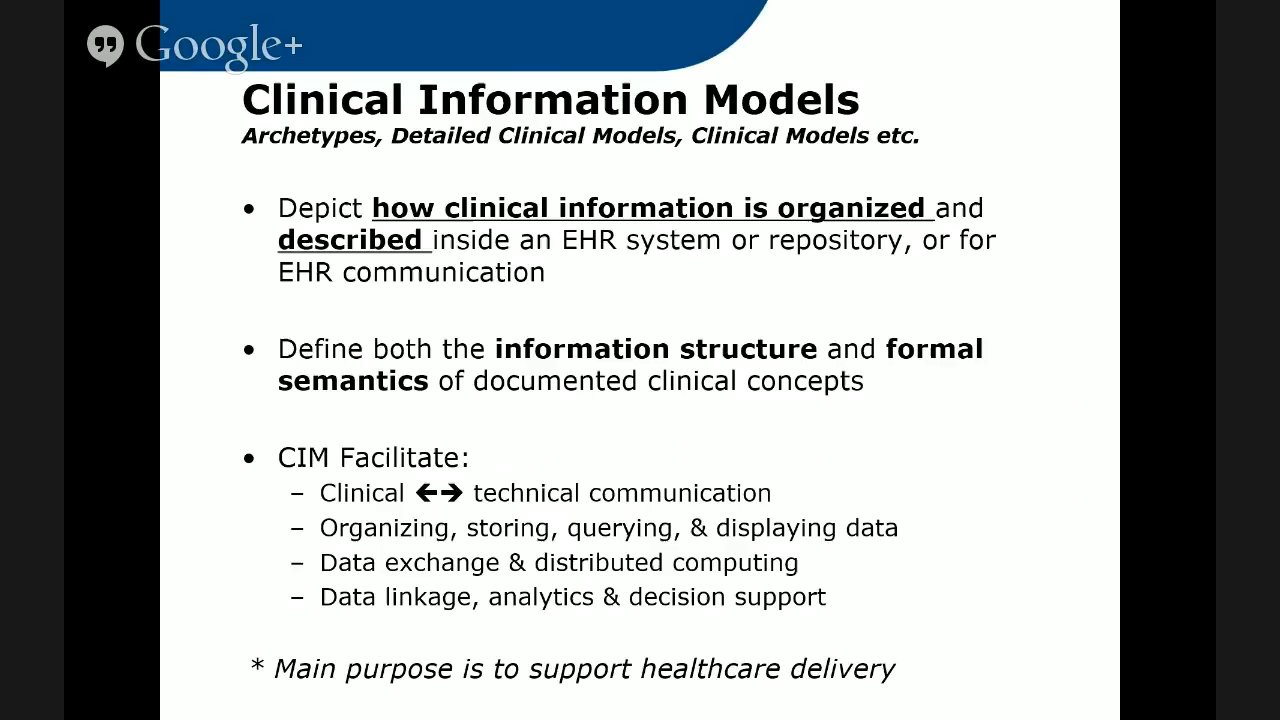 Google+
Clinical Information Models
Archetypes, Detailed Clinical Models, Clinical Models etc.
• Depict how clinical information is organized and
described inside an EHR system or repository, or for
EHR communication
• Define both the information structure and formal
semantics of documented clinical concepts
• CIM Facilitate:
– Clinical ←→ technical communication
– Organizing, storing, querying, & displaying data
– Data exchange & distributed computing
– Data linkage, analytics & decision support
* Main purpose is to support healthcare delivery